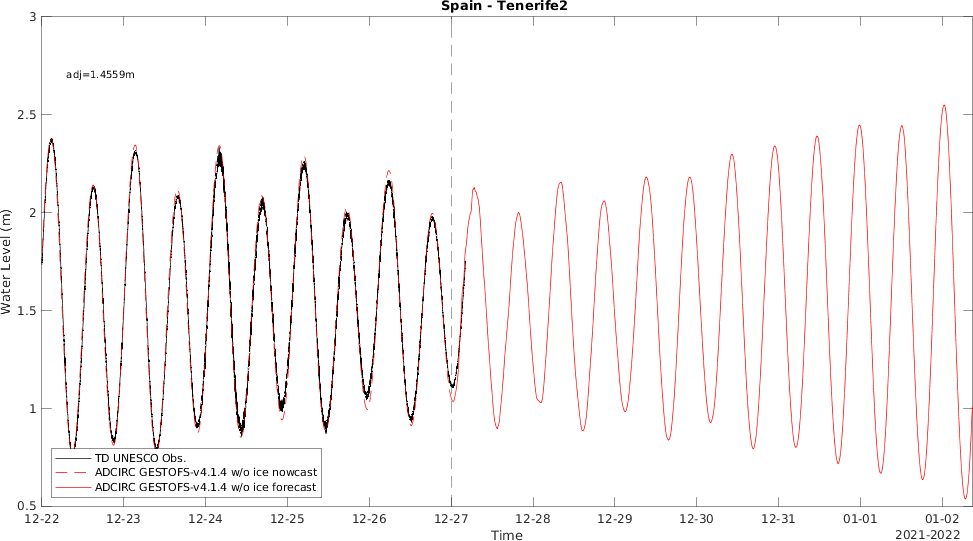 Spain - Tenerife2
adj=1.4559m
Water Level (m)
3
2.5
2
1.5
1
0.5
TD UNESCO Obs.
ADCIRC GESTOFS-v4.1.4 w/o ice nowcast
ADCIRC GESTOFS-v4.1.4 w/o ice forecast
12-22 12-23 12-24 12-25 12-26 12-27 12-28 12-29 12-30 12-31 01-01 01-02
Time
2021-2022